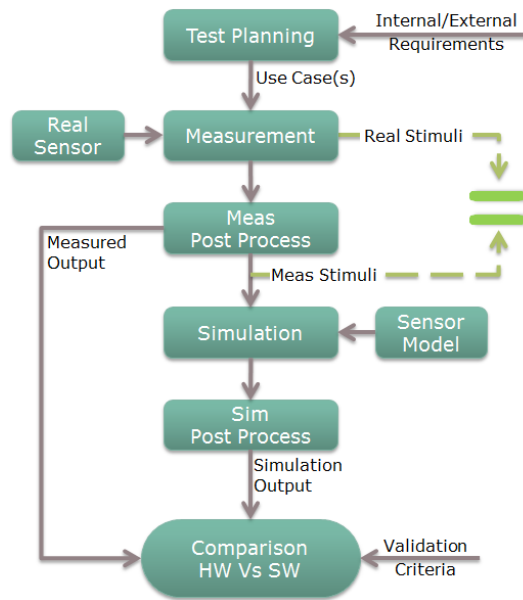 Test Planning
Internal/External
Requirements
Use Case(s)
Real
Sensor
Measurement
Real Stimuli
Meas
Post Process
Measured
Output
Meas Stimuli
Simulation
Sensor
Model
Sim
Post Process
Simulation
Output
Comparison
HW Vs SW
Validation
Criteria